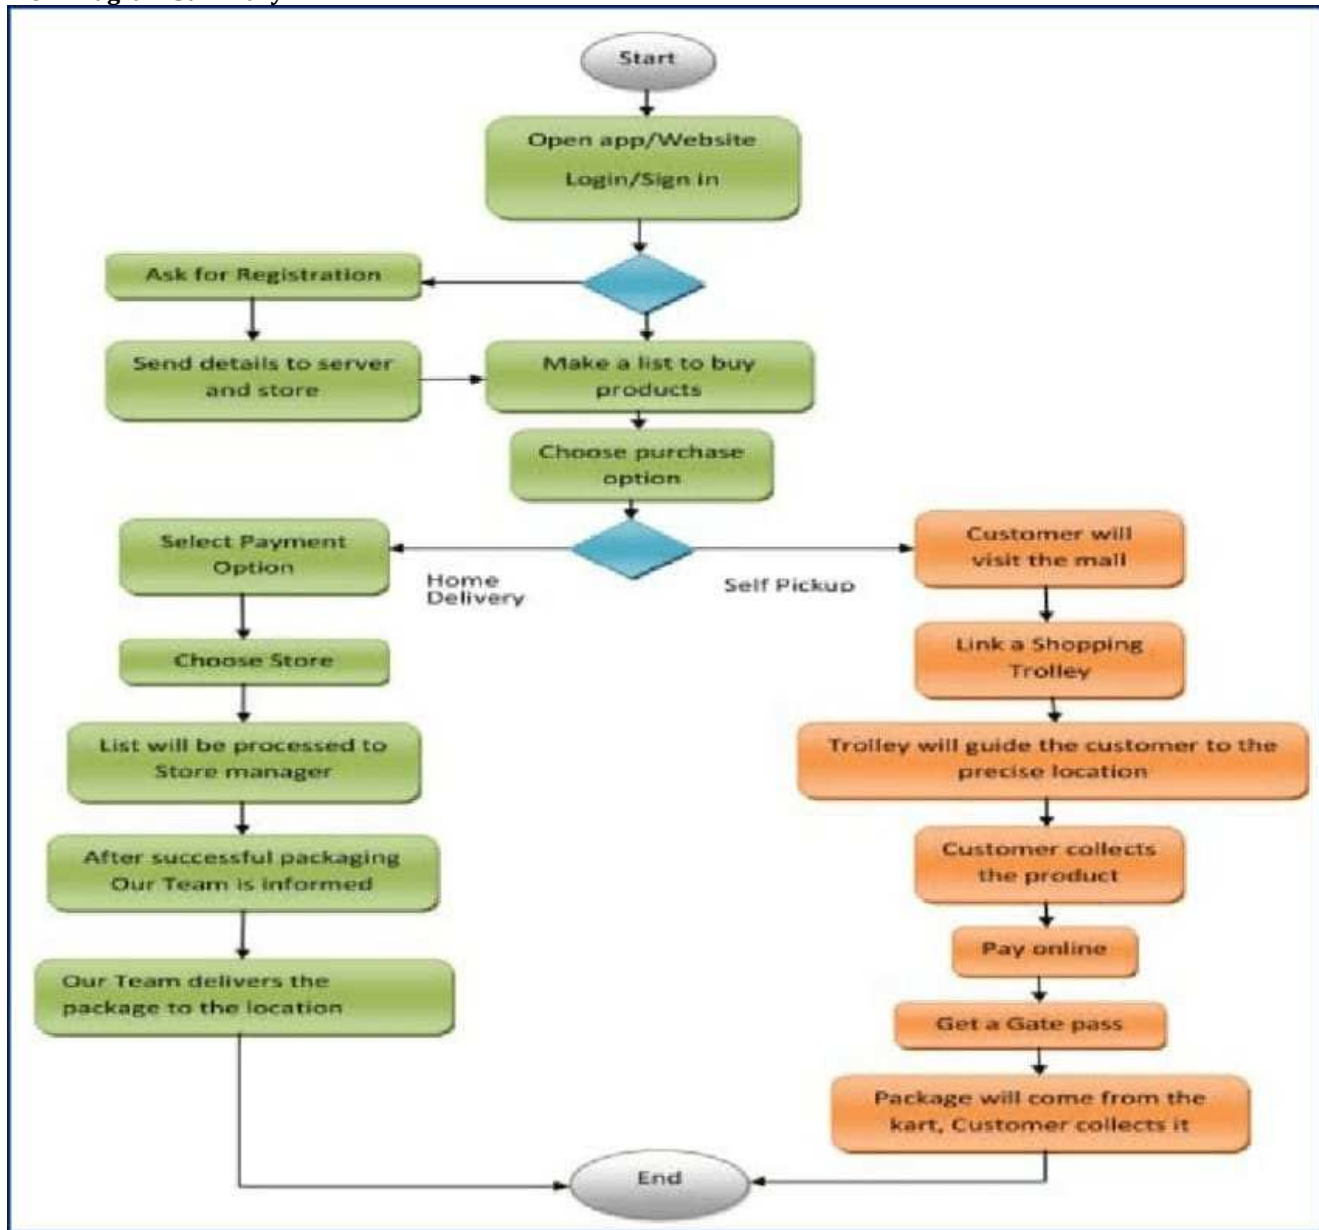 Start
Open app/Website
Login/Sign in
Ask for Registration
Send details to server
and store
Make a list to buy
products
Choose purchase
option
Select Payment
Option
Home
Delivery
Self Pickup
Customer will
visit the mall
Choose Store
Link a Shopping
Trolley
List will be processed to
Store manager
Trolley will guide the customer to the
precise location
After successful packaging
Our Team is informed
Customer collects
the product
Our Team delivers the
package to the location
Pay online
Get a Gate pass
Package will come from the
kart, Customer collects it
End